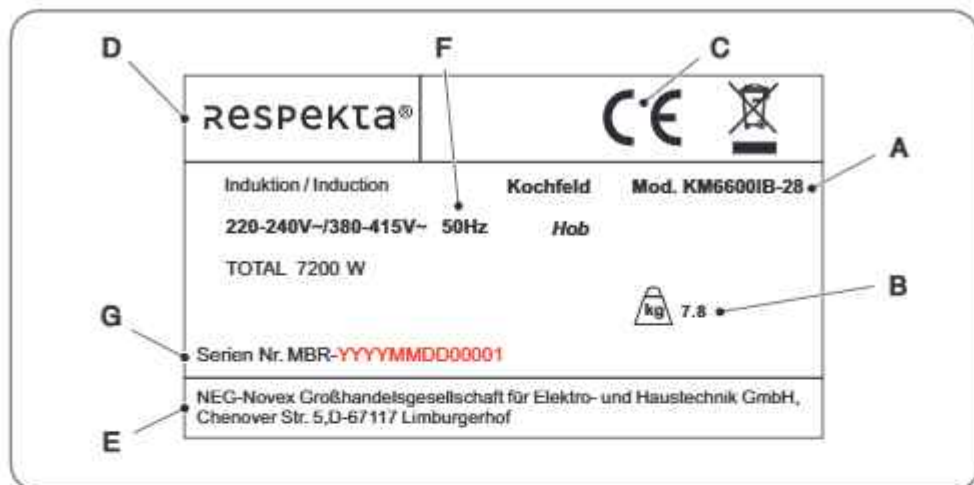 D
F
C
ʀesᴘeᴋᴛa®
CE
A
Induktion / Induction
Kochfeld
Mod. KM6600IB-28
220-240V~/380-415V~ 50Hz
Hob
TOTAL 7200 W
B
kg 7.8
G
Serien Nr. MBR-YYYYMMDD00001
E
NEG-Novex Großhandelsgesellschaft für Elektro- und Haustechnik GmbH,
Chenover Str. 5,D-67117 Limburgerhof